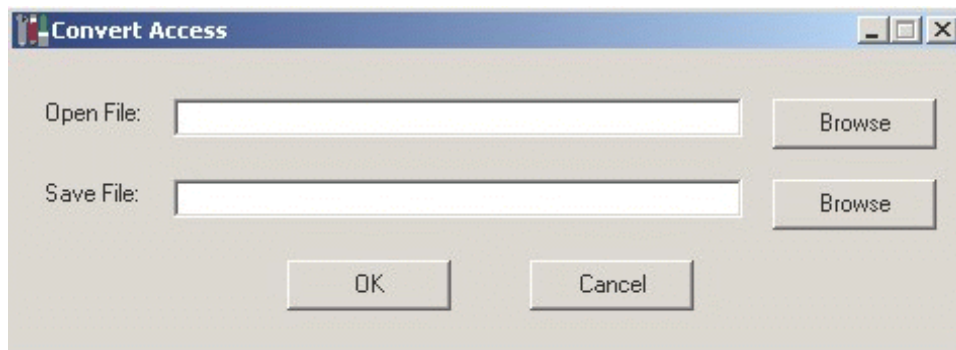 Convert Access
Open File:
Browse
Save File:
Browse
OK
Cancel